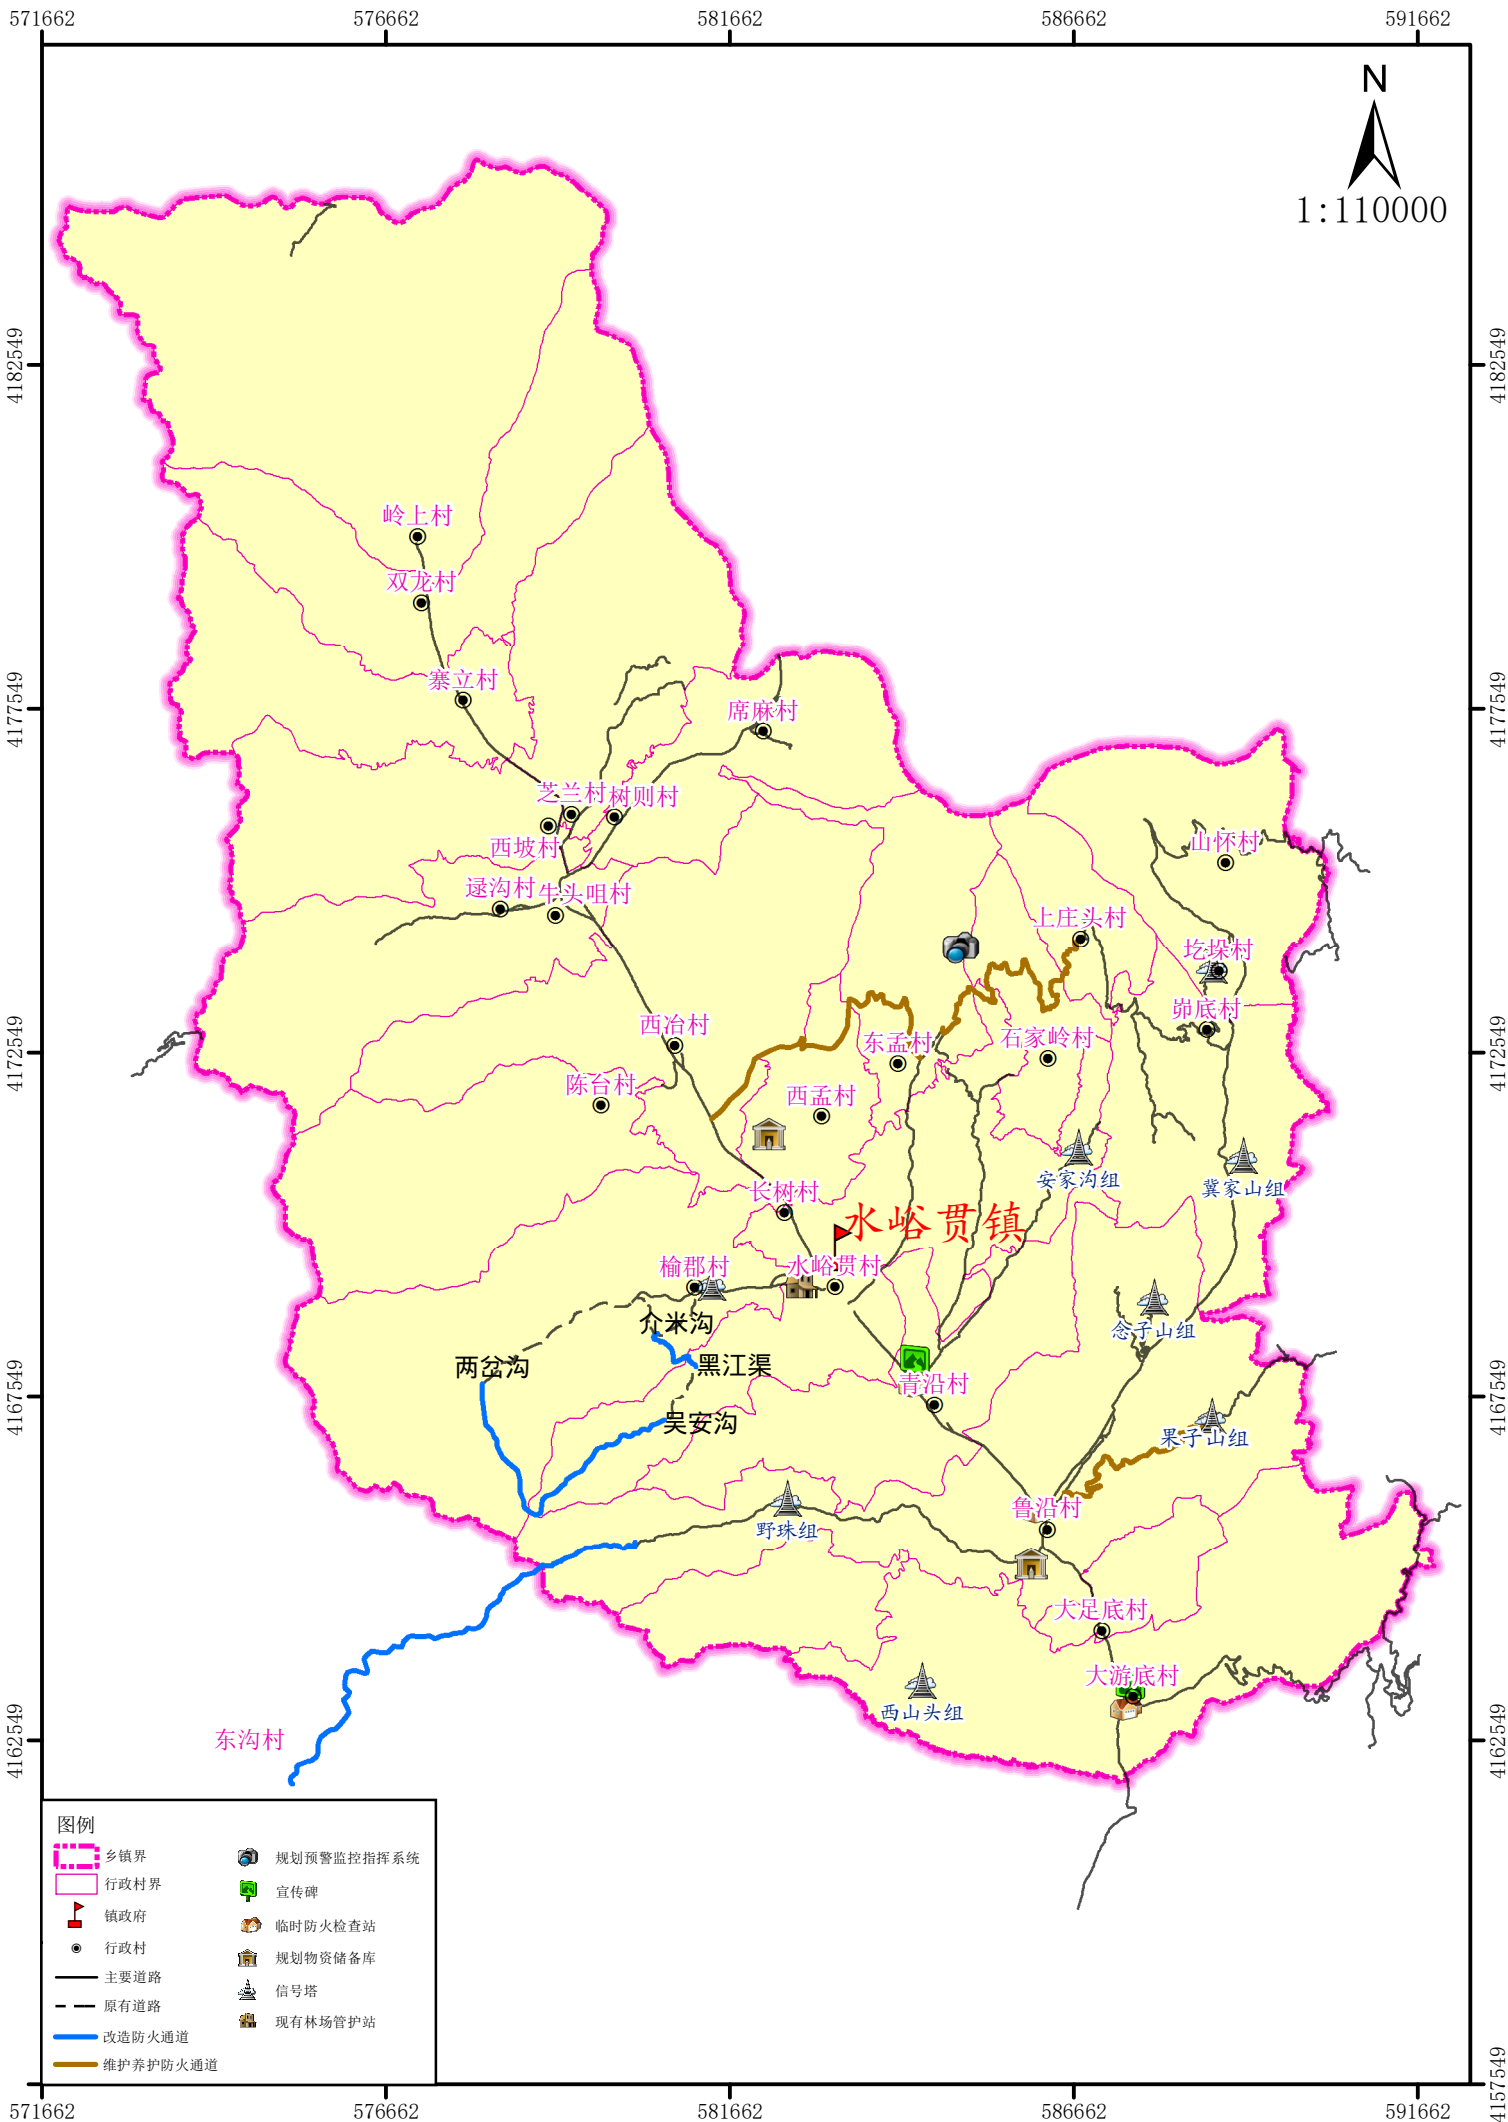 571662
576662
581662
586662
591662
N
1:110000
4182549
4182549
岭上村
双龙村
寨立村
4177549
席麻村
4177549
芝兰村
树则村
西坡村
山怀村
逯沟村
牛头咀村
上庄头村
圪垛村
峁底村
4172549
西冶村
东孟村
石家岭村
4172549
陈台村
西孟村
安家沟组
冀家山组
长树村
水峪贯镇
榆郡村
水峪贯村
介米沟
念子山组
两岔沟
黑江渠
青沿村
4167549
4167549
吴安沟
果子山组
鲁沿村
野珠组
大足底村
大游底村
西山头组
东沟村
4162549
4162549
图例
乡镇界
行政村界
镇政府
行政村
主要道路
原有道路
改造防火通道
维护养护防火通道
规划预警监控指挥系统
宣传碑
临时防火检查站
规划物资储备库
信号塔
现有林场管护站
4157549
571662
576662
581662
586662
591662